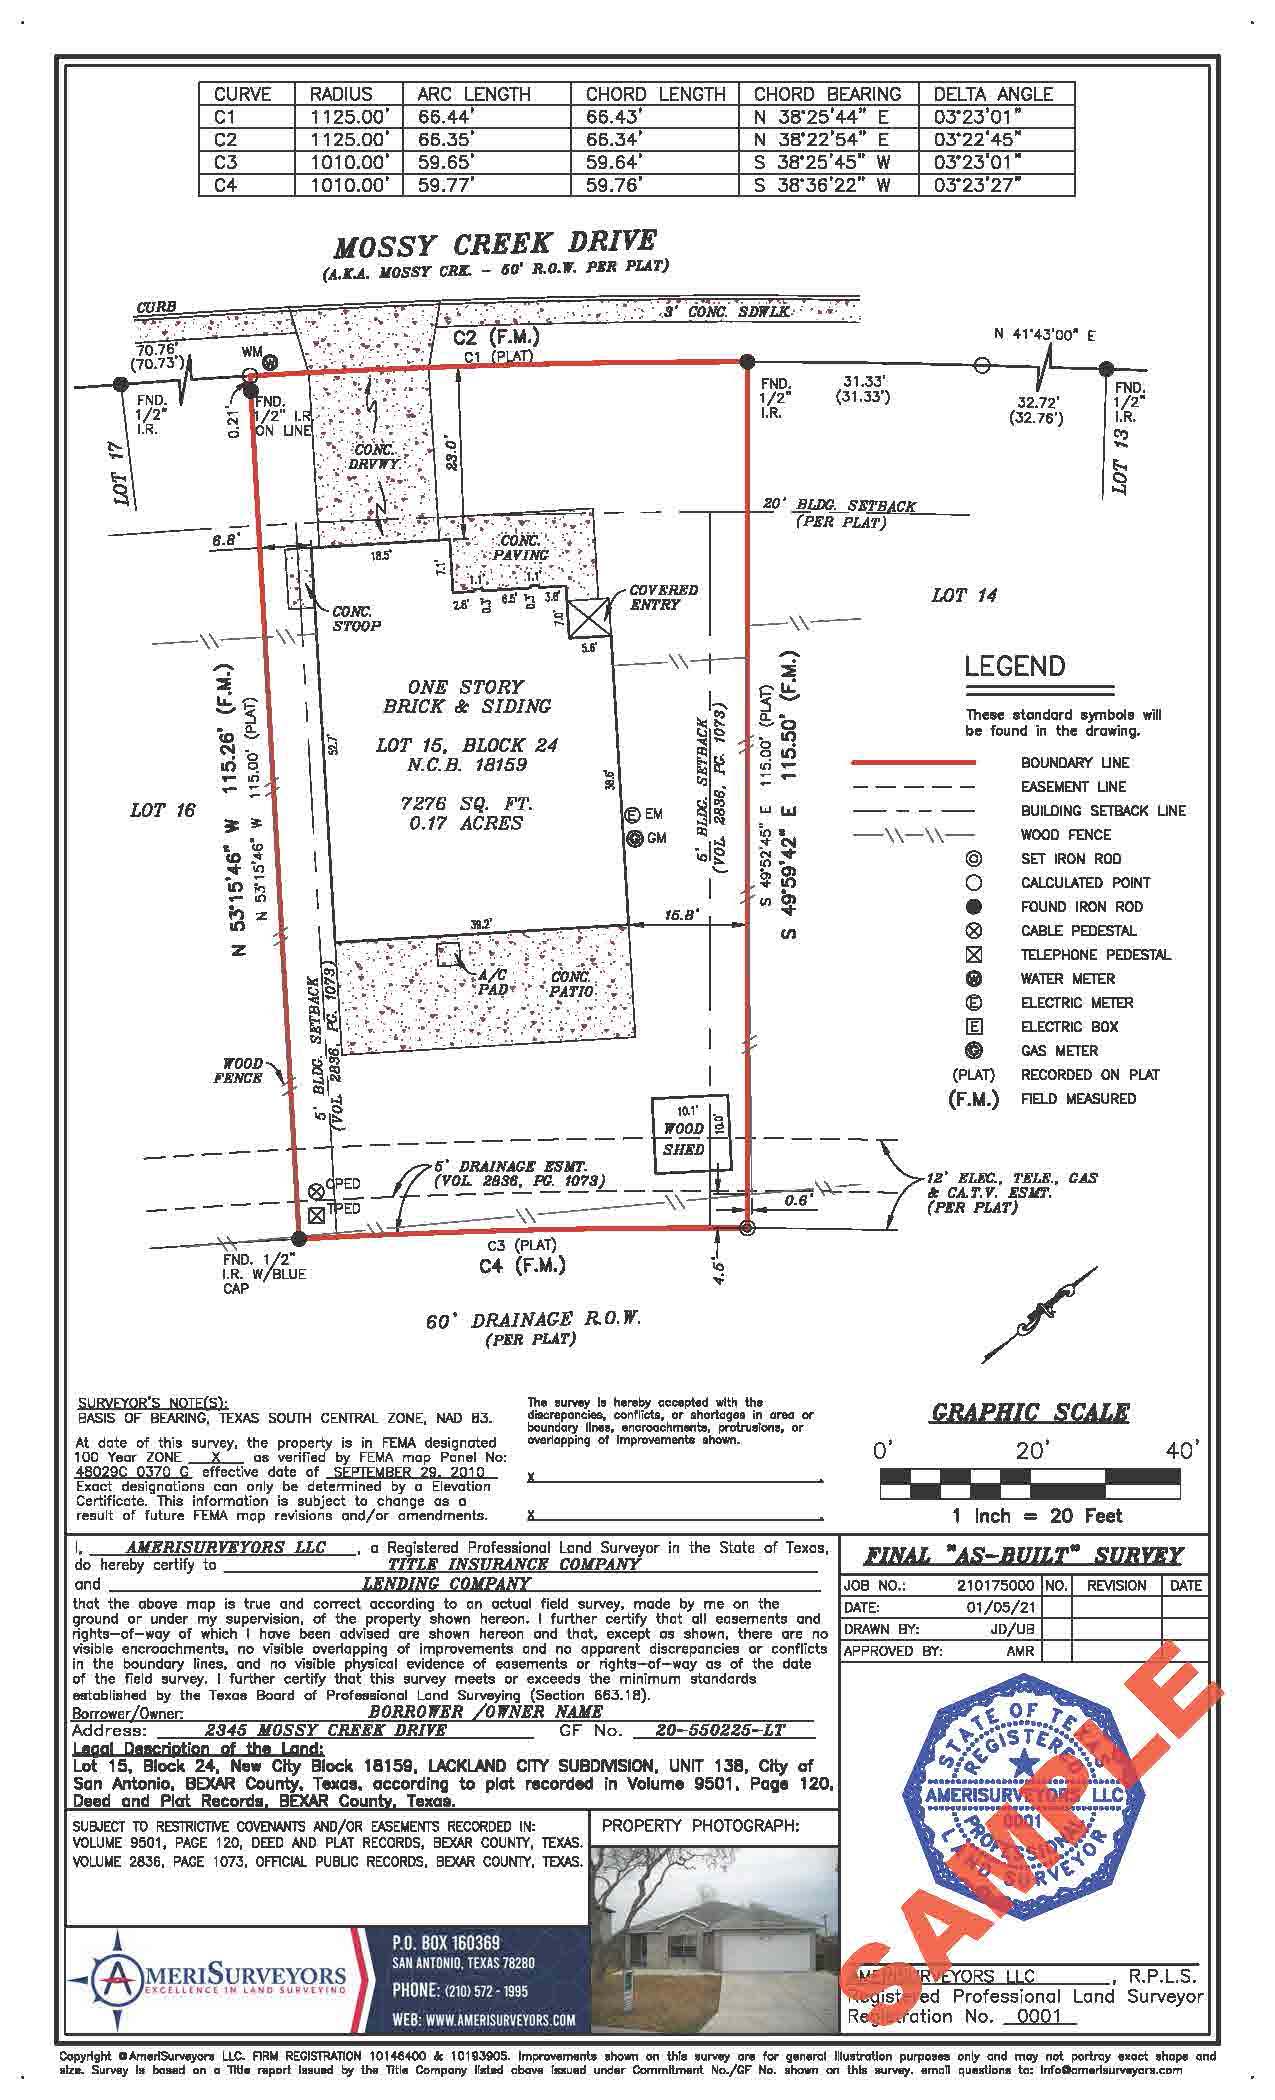 CURVE RADIUS ARC LENGTH CHORD LENGTH CHORD BEARING DELTA ANGLE
C1 1125.00' 66.44' 66.43' N 38°25'44" E 03°23'01"
C2 1125.00' 66.35' 66.34' N 38°22'54" E 03°22'45"
C3 1010.00' 59.65' 59.64' S 38°25'45" W 03°23'01"
C4 1010.00' 59.77' 59.76' S 38°36'22" W 03°23'27"
MOSSY CREEK DRIVE
(A.K.A. MOSSY CRK. - 60' R.O.W. PER PLAT)
CURB
3' CONC. SDWLK.
C2 (F.M.)
C1 (PLAT)
N 41°43'00" E
70.76'
(70.73')
WM
W
FND.
1/2"
I.R.
0.21'
FND.
1/2" I.R.
ON LINE
FND.
1/2"
I.R.
31.33'
(31.33')
32.72'
(32.76')
FND.
1/2"
I.R.
LOT 17
LOT 13
CONC.
DRVWY.
23.0'
20' BLDG. SETBACK
(PER PLAT)
6.8'
18.5'
7.1'
CONC.
PAVING
1.1'
1.1'
2.6'
0.3'
6.5'
0.3'
3.6'
7.0'
5.6'
COVERED
ENTRY
CONC.
STOOP
LOT 14
ONE STORY
BRICK & SIDING
LOT 15, BLOCK 24
N.C.B. 18159
7276 SQ. FT.
0.17 ACRES
52.7'
38.6'
LOT 16
N 53°15'46" W 115.26' (F.M.)
N 53°15'46" W 115.00' (PLAT)
5' BLDG. SETBACK
(VOL. 2836, PG. 1073)
S 49°52'45" E 115.00' (PLAT)
S 49°59'42" E 115.50' (F.M.)
E EM
G GM
39.2'
15.8'
A/C
PAD
CONC.
PATIO
5' BLDG. SETBACK
(VOL. 2836, PG. 1073)
WOOD
FENCE
10.1'
10.0'
WOOD
SHED
5' DRAINAGE ESMT.
(VOL. 2836, PG. 1073)
CPED
TPED
0.6'
12' ELEC., TELE., GAS
& CA.T.V. ESMT.
(PER PLAT)
C3 (PLAT)
C4 (F.M.)
4.5'
FND. 1/2"
I.R. W/BLUE
CAP
60' DRAINAGE R.O.W.
(PER PLAT)
LEGEND
These standard symbols will
be found in the drawing.
BOUNDARY LINE
EASEMENT LINE
BUILDING SETBACK LINE
WOOD FENCE
SET IRON ROD
CALCULATED POINT
FOUND IRON ROD
CABLE PEDESTAL
TELEPHONE PEDESTAL
W WATER METER
E ELECTRIC METER
E ELECTRIC BOX
G GAS METER
(PLAT) RECORDED ON PLAT
(F.M.) FIELD MEASURED
SURVEYOR'S NOTE(S):
BASIS OF BEARING, TEXAS SOUTH CENTRAL ZONE, NAD 83.
At date of this survey, the property is in FEMA designated
100 Year ZONE X as verified by FEMA map Panel No:
48029C 0370 G effective date of SEPTEMBER 29, 2010
Exact designations can only be determined by a Elevation
Certificate. This information is subject to change as a
result of future FEMA map revisions and/or amendments.
The survey is hereby accepted with the
discrepancies, conflicts, or shortages in area or
boundary lines, encroachments, protrusions, or
overlapping of improvements shown.
X
X
GRAPHIC SCALE
0' 20' 40'
1 Inch = 20 Feet
I, AMERISURVEYORS LLC, a Registered Professional Land Surveyor in the State of Texas,
do hereby certify to TITLE INSURANCE COMPANY
and LENDING COMPANY
that the above map is true and correct according to an actual field survey, made by me on the
ground or under my supervision, of the property shown hereon. I further certify that all easements and
rights-of-way of which I have been advised are shown hereon and that, except as shown, there are no
visible encroachments, no visible overlapping of improvements and no apparent discrepancies or conflicts
in the boundary lines, and no visible physical evidence of easements or rights-of-way as of the date
of the field survey. I further certify that this survey meets or exceeds the minimum standards
established by the Texas Board of Professional Land Surveying (Section 663.18).
Borrower/Owner: BORROWER /OWNER NAME
Address: 2345 MOSSY CREEK DRIVE GF No. 20-550225-LT
Legal Description of the Land:
Lot 15, Block 24, New City Block 18159, LACKLAND CITY SUBDIVISION, UNIT 138, City of
San Antonio, BEXAR County, Texas, according to plat recorded in Volume 9501, Page 120,
Deed and Plat Records, BEXAR County, Texas.
FINAL "AS-BUILT" SURVEY
JOB NO.: 210175000 NO. REVISION DATE
DATE: 01/05/21
DRAWN BY: JD/UB
APPROVED BY: AMR
SUBJECT TO RESTRICTIVE COVENANTS AND/OR EASEMENTS RECORDED IN:
VOLUME 9501, PAGE 120, DEED AND PLAT RECORDS, BEXAR COUNTY, TEXAS.
VOLUME 2836, PAGE 1073, OFFICIAL PUBLIC RECORDS, BEXAR COUNTY, TEXAS.
PROPERTY PHOTOGRAPH:
STATE OF TEXAS
REGISTERED
AMERISURVEYORS LLC
0001
PROFESSIONAL
LAND SURVEYOR
SAMPLE
AMERISURVEYORS LLC, R.P.L.S.
Registered Professional Land Surveyor
Registration No. 0001
AMERISURVEYORS
EXCELLENCE IN LAND SURVEYING
P.O. BOX 160369
SAN ANTONIO, TEXAS 78280
PHONE: (210) 572 - 1995
WEB: WWW.AMERISURVEYORS.COM
Copyright @AmeriSurveyors LLC. FIRM REGISTRATION 10146400 & 10193905. Improvements shown on this survey are for general illustration purposes only and may not portray exact shape and
size. Survey is based on a Title report issued by the Title Company listed above issued under Commitment No./GF No. shown on this survey. email questions to: info@amerisurveyors.com